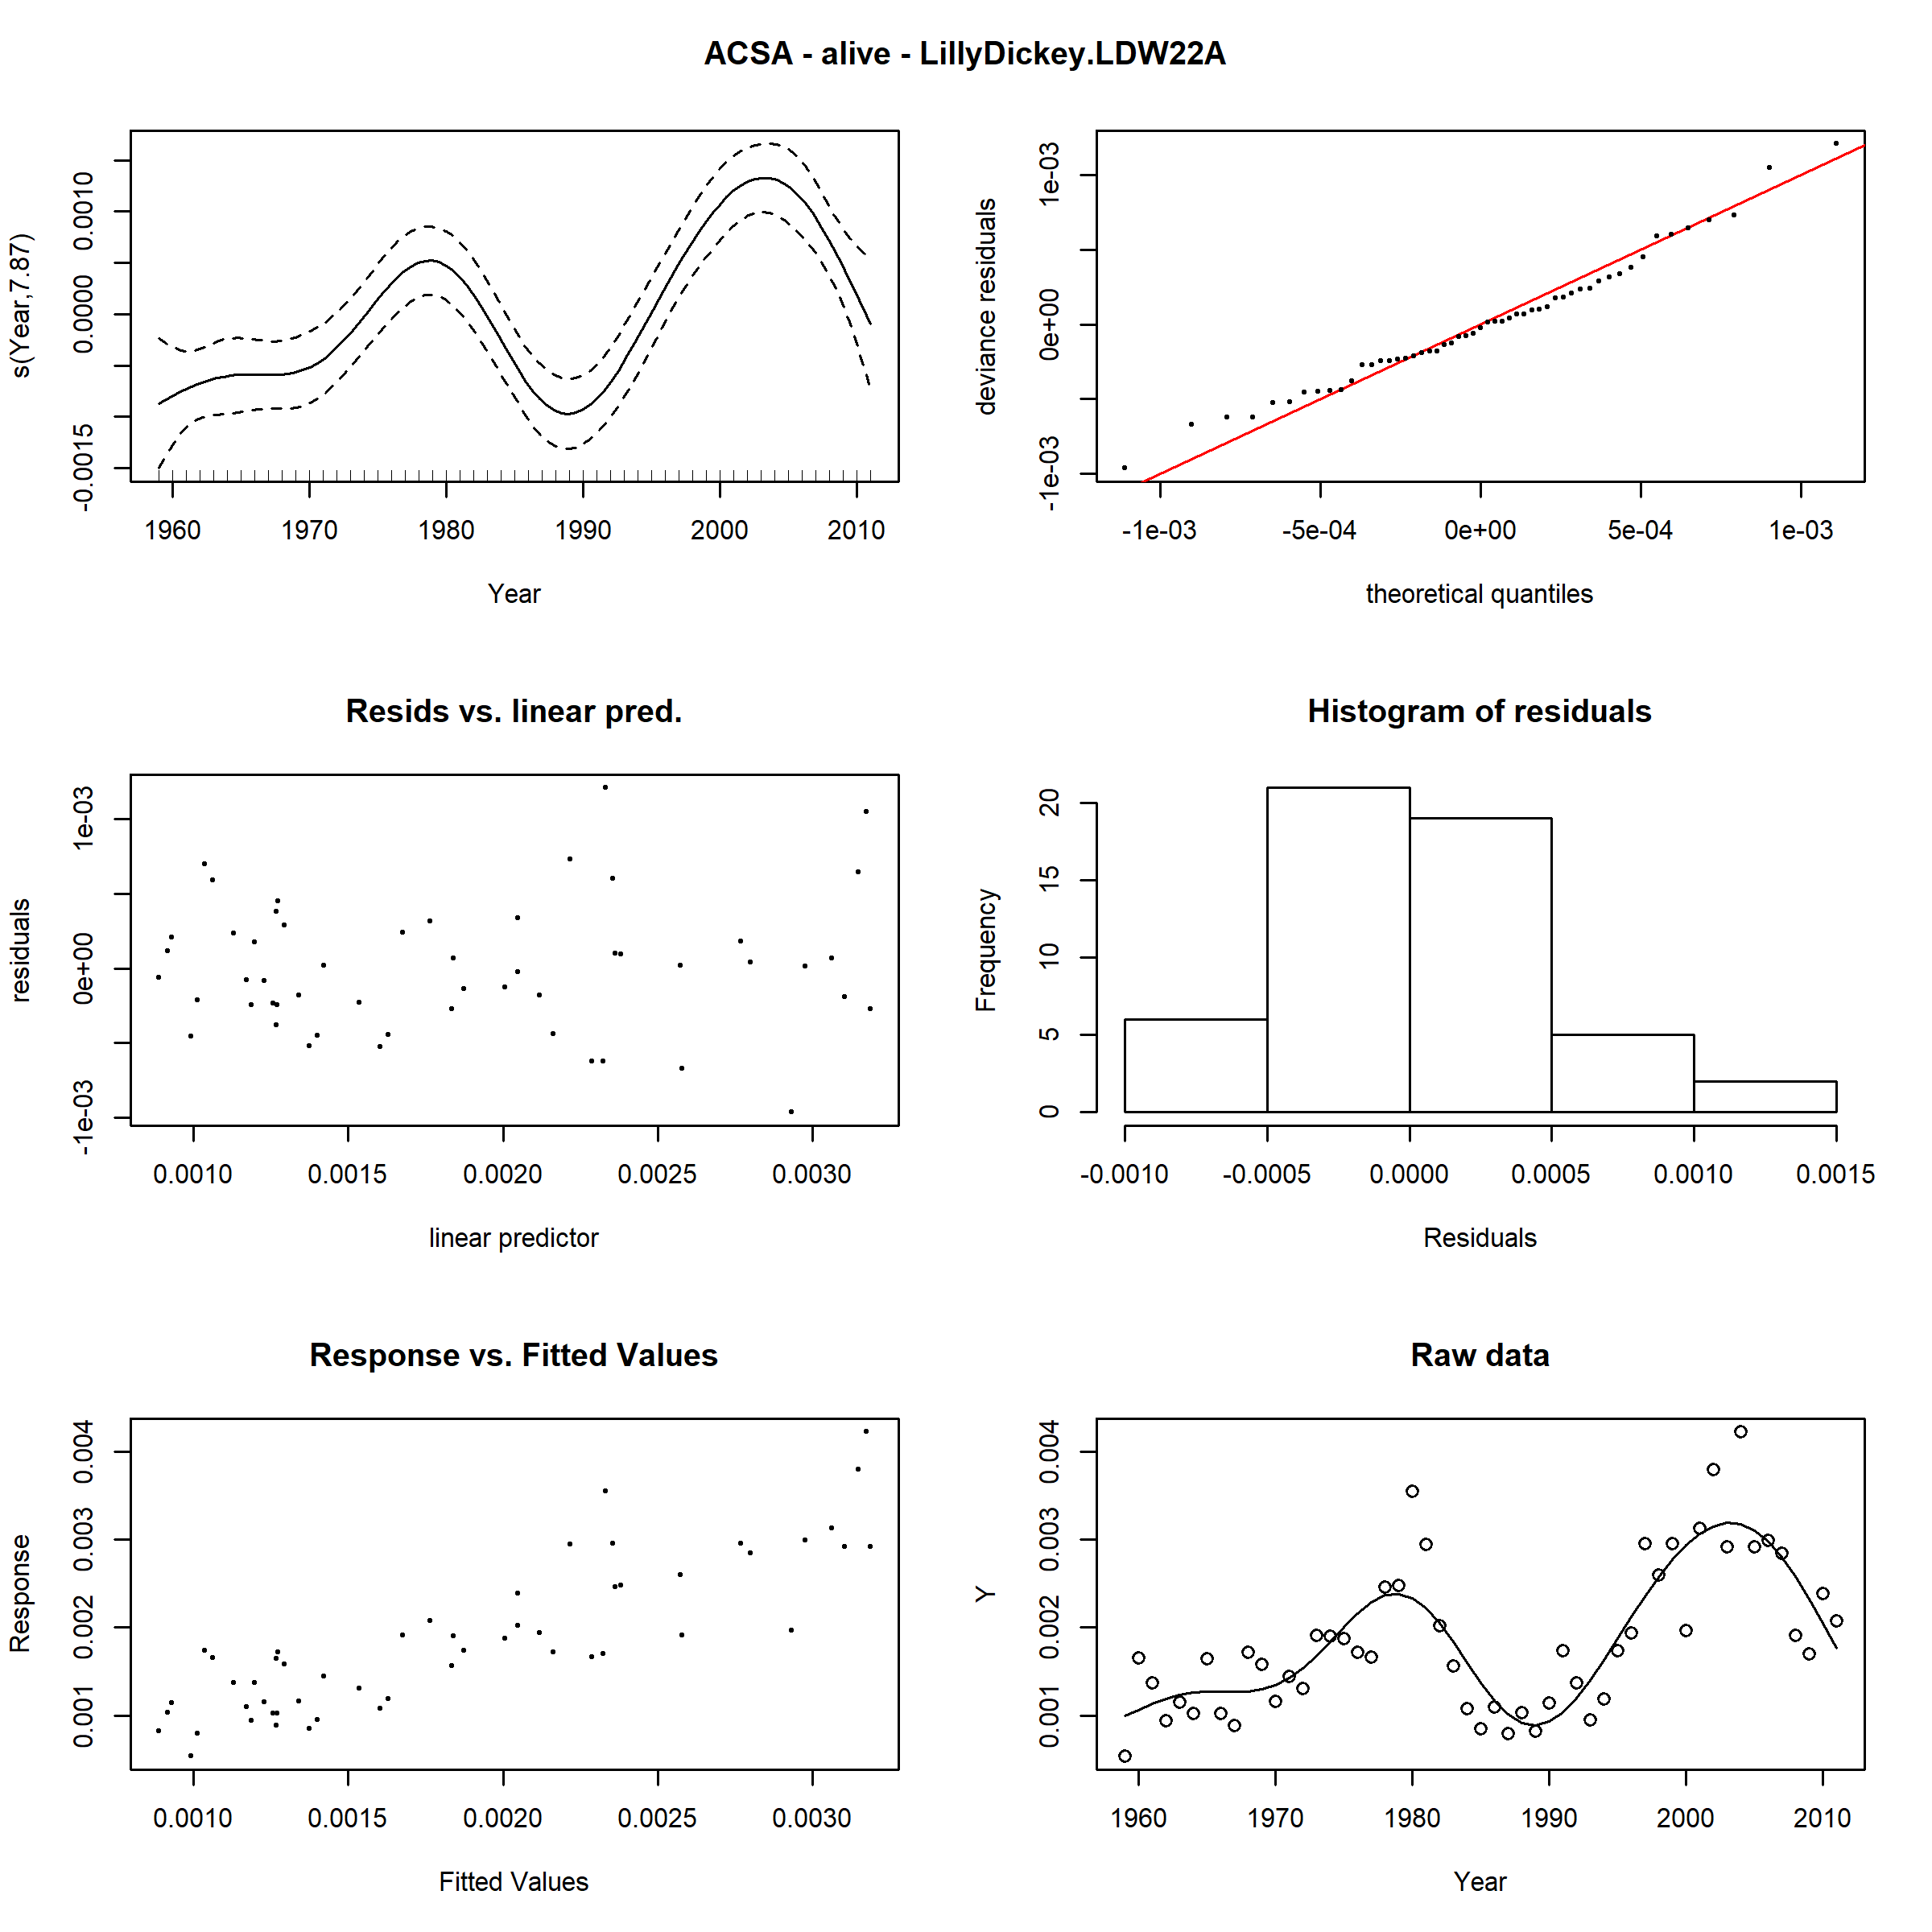 ACSA - alive - LillyDickey.LDW22A
s(Year,7.87)
-0.0015 0.0000 0.0010
1960 1970 1980 1990 2000 2010
Year
deviance residuals
-1e-03 0e+00 1e-03
-1e-03 -5e-04 0e+00 5e-04 1e-03
theoretical quantiles
Resids vs. linear pred.
residuals
-1e-03 0e+00 1e-03
0.0010 0.0015 0.0020 0.0025 0.0030
linear predictor
Histogram of residuals
Frequency
0 5 10 15 20
-0.0010 -0.0005 0.0000 0.0005 0.0010 0.0015
Residuals
Response vs. Fitted Values
Response
0.001 0.002 0.003 0.004
0.0010 0.0015 0.0020 0.0025 0.0030
Fitted Values
Raw data
Y
0.001 0.002 0.003 0.004
1960 1970 1980 1990 2000 2010
Year